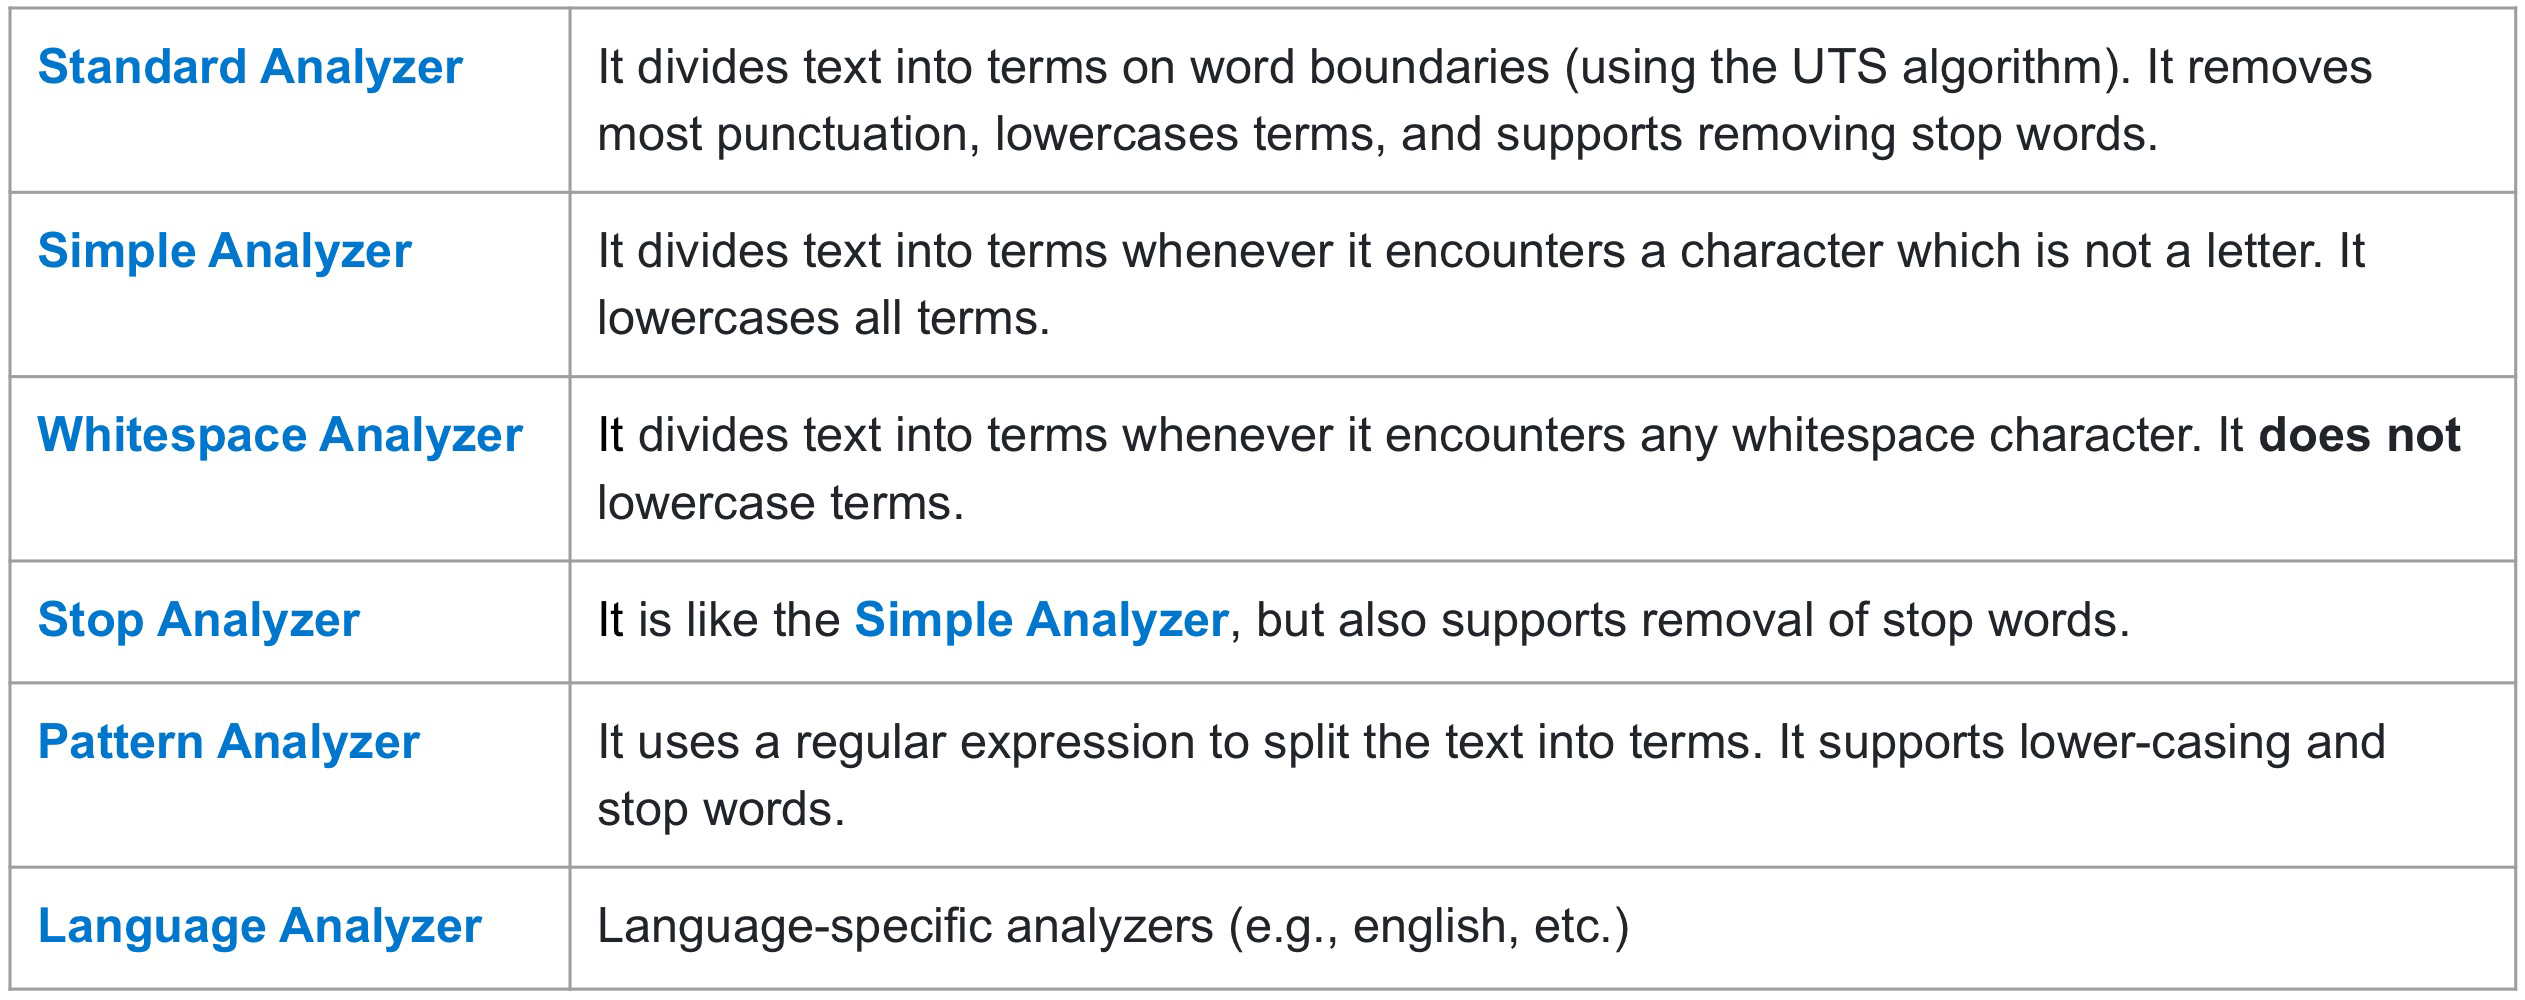 Standard Analyzer
It divides text into terms on word boundaries (using the UTS algorithm). It removes
most punctuation, lowercases terms, and supports removing stop words.
Simple Analyzer
It divides text into terms whenever it encounters a character which is not a letter. It
lowercases all terms.
Whitespace Analyzer
It divides text into terms whenever it encounters any whitespace character. It does not
lowercase terms.
Stop Analyzer
It is like the Simple Analyzer, but also supports removal of stop words.
Pattern Analyzer
It uses a regular expression to split the text into terms. It supports lower-casing and
stop words.
Language Analyzer
Language-specific analyzers (e.g., english, etc.)